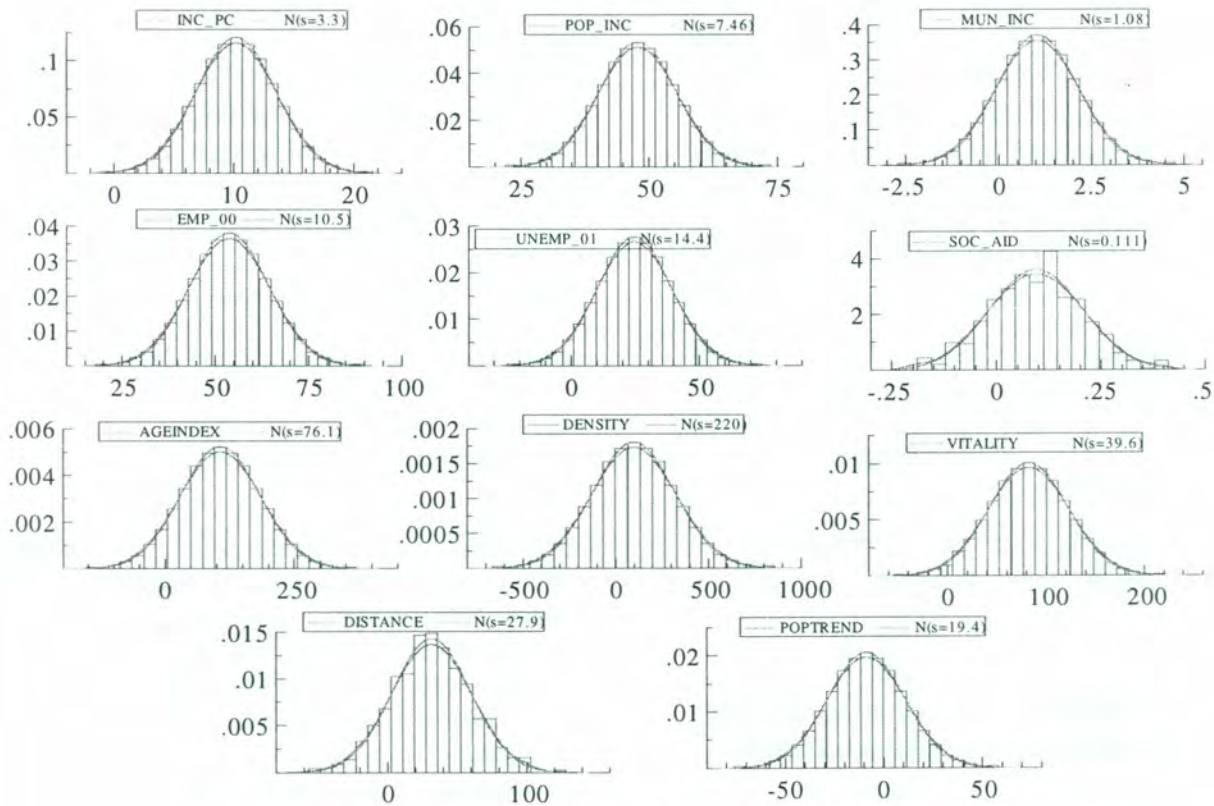 INC_PC N(s=3.3)
.1
.05
0 10 20
POP_INC N(s=7.46)
.06
.04
.02
25 50 75
MUN_INC N(s=1.08)
.4
.3
.2
.1
-2.5 0 2.5 5
EMP_00 N(s=10.5)
.04
.03
.02
.01
25 50 75 100
UNEMP_01 N(s=14.4)
.03
.02
.01
0 50
SOC_AID N(s=0.111)
4
2
-.25 0 .25 .5
AGEINDEX N(s=76.1)
.006
.004
.002
0 250
DENSITY N(s=220)
.002
.0015
.001
.0005
-500 0 500 1000
VITALITY N(s=39.6)
.01
.005
0 100 200
DISTANCE N(s=27.9)
.015
.01
.005
0 100
POPTREND N(s=19.4)
.02
.01
-50 0 50